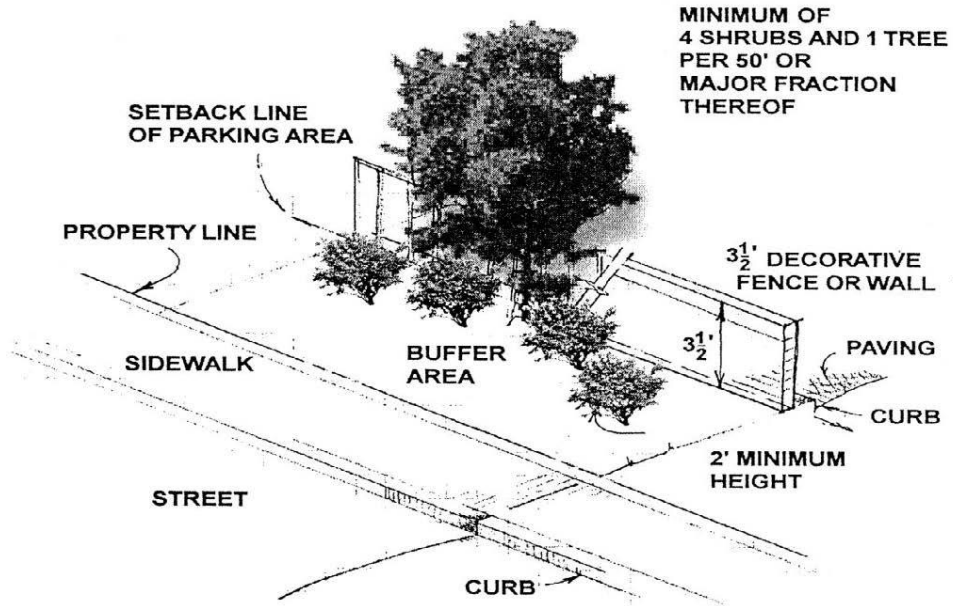 MINIMUM OF
4 SHRUBS AND 1 TREE
PER 50' OR
MAJOR FRACTION
THEREOF
SETBACK LINE
OF PARKING AREA
PROPERTY LINE
3½' DECORATIVE
FENCE OR WALL
3½'
PAVING
SIDEWALK
BUFFER
AREA
CURB
2' MINIMUM
HEIGHT
STREET
CURB